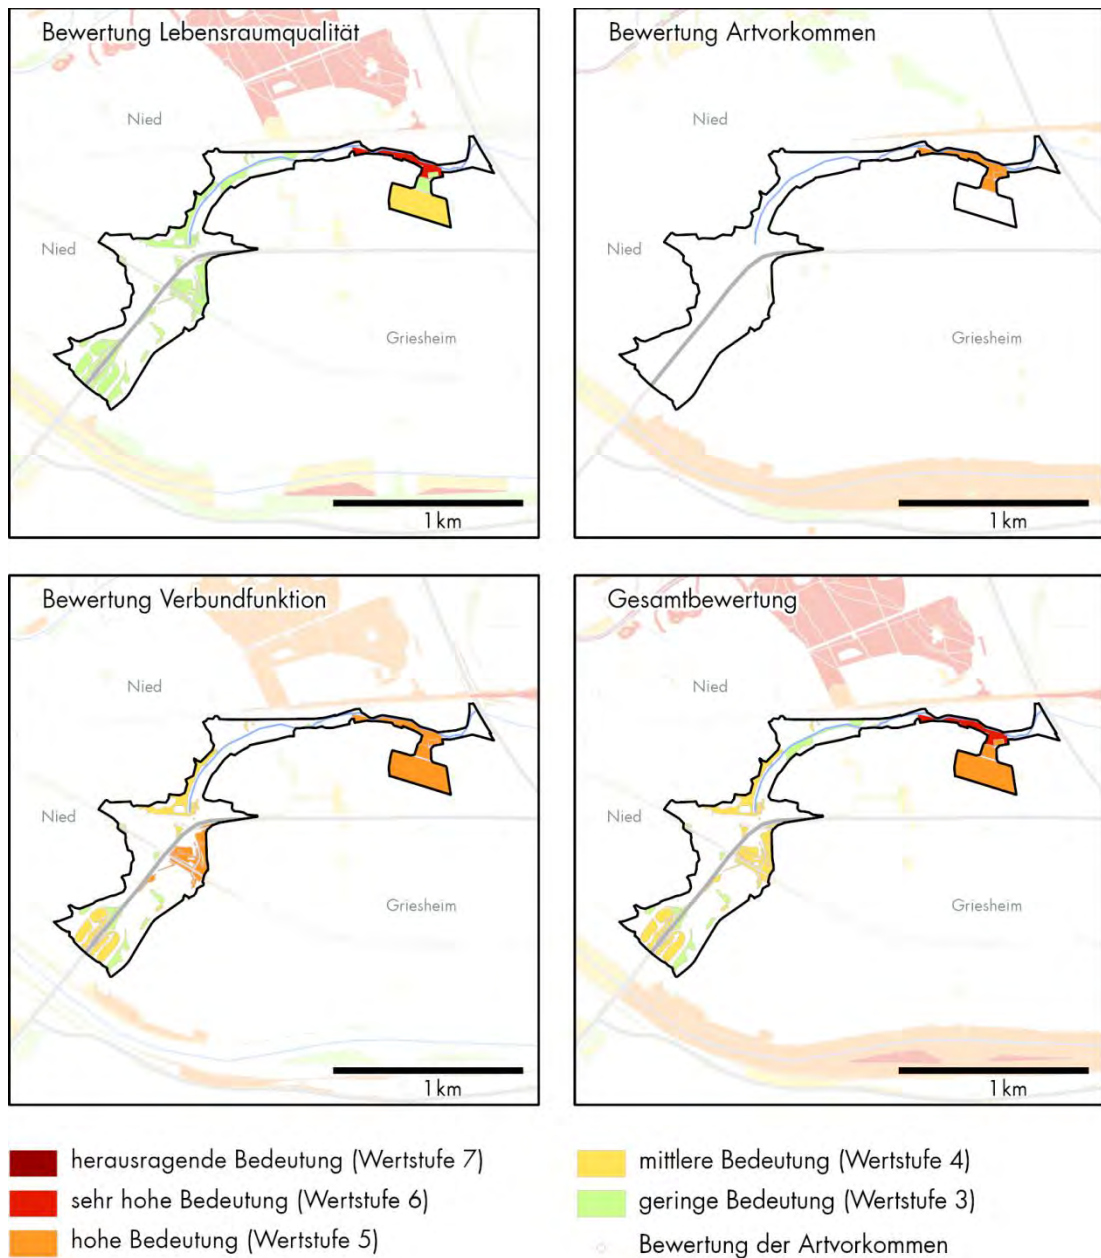 Bewertung Lebensraumqualität
Nied
Nied
Griesheim
1 km
Bewertung Artvorkommen
Nied
Nied
Griesheim
1 km
Bewertung Verbundfunktion
Nied
Nied
Griesheim
1 km
Gesamtbewertung
Nied
Nied
Griesheim
1 km
herausragende Bedeutung (Wertstufe 7)
sehr hohe Bedeutung (Wertstufe 6)
hohe Bedeutung (Wertstufe 5)
mittlere Bedeutung (Wertstufe 4)
geringe Bedeutung (Wertstufe 3)
Bewertung der Artvorkommen